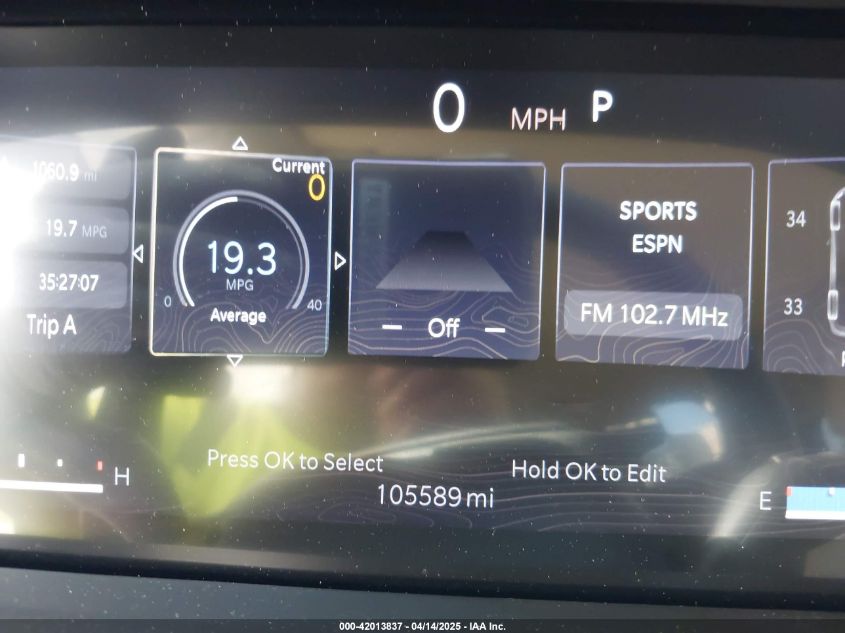 0 MPH P
1060.9 mi
19.7 MPG
35:27:07
Trip A
Current
0
19.3
MPG
0 40
Average
Off
SPORTS
ESPN
FM 102.7 MHz
34
33
H
Press OK to Select
Hold OK to Edit
105589 mi
E
000-42013837 - 04/14/2025 - IAA Inc.